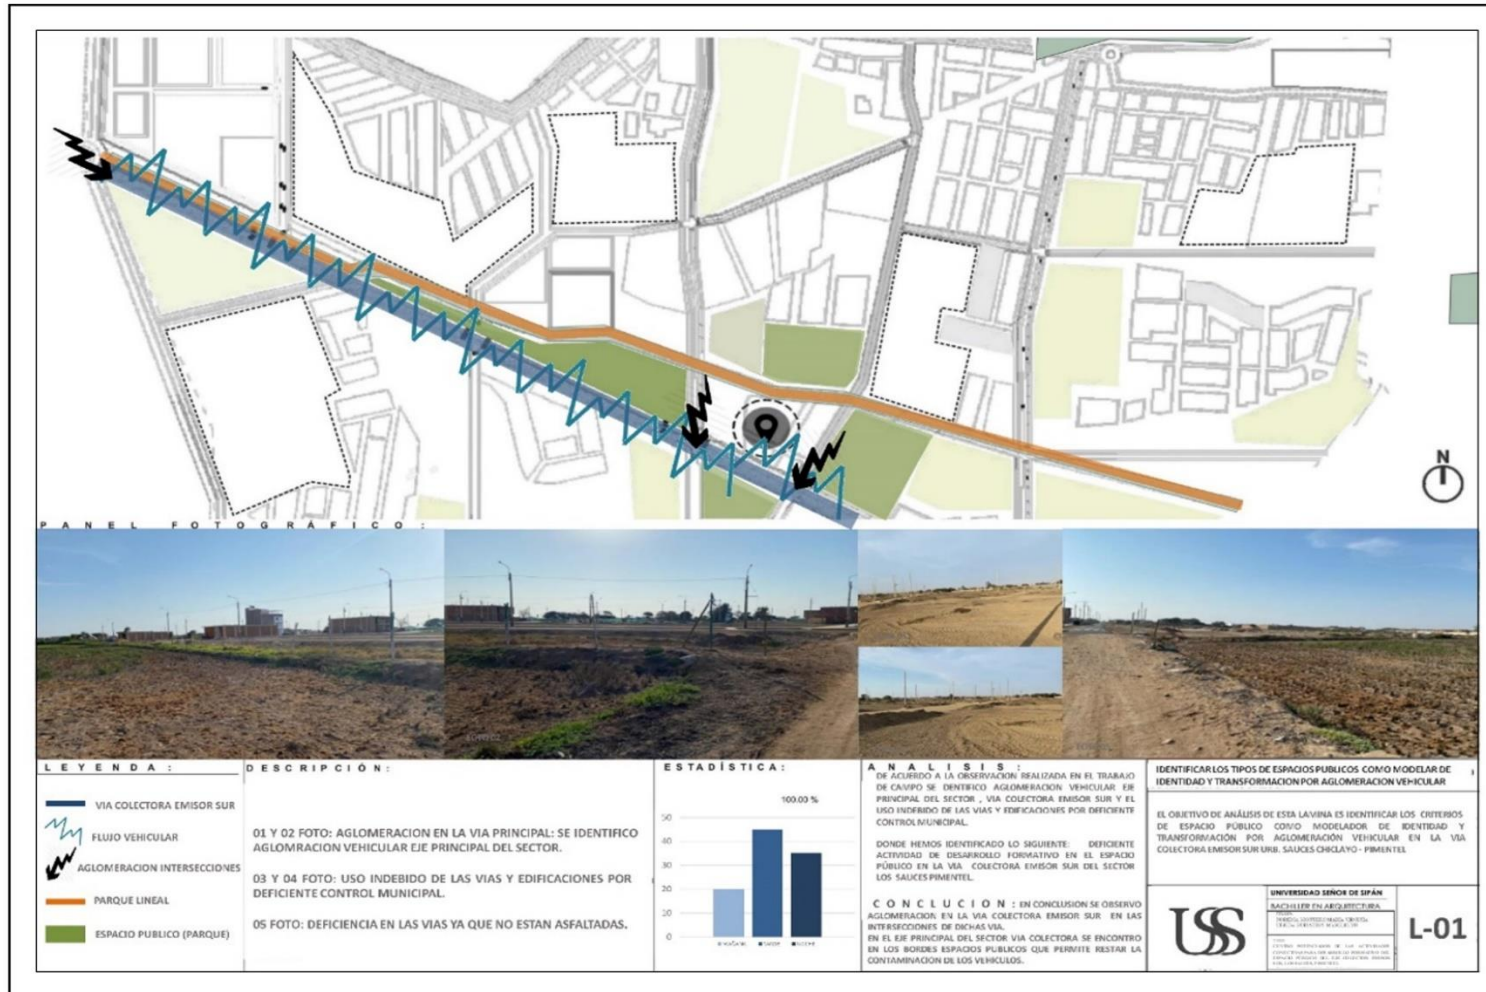 N
PANEL FOTOGRÁFICO:
LEYENDA:
VIA COLECTORA EMISOR SUR
FLUJO VEHICULAR
AGLOMERACION INTERSECCIONES
PARQUE LINEAL
ESPACIO PUBLICO (PARQUE)
DESCRIPCIÓN:
01 Y 02 FOTO: AGLOMERACION EN LA VIA PRINCIPAL: SE IDENTIFICO
AGLOMRACION VEHICULAR EJE PRINCIPAL DEL SECTOR.
03 Y 04 FOTO: USO INDEBIDO DE LAS VIAS Y EDIFICACIONES POR
DEFICIENTE CONTROL MUNICIPAL.
05 FOTO: DEFICIENCIA EN LAS VIAS YA QUE NO ESTAN ASFALTADAS.
ESTADÍSTICA:
100.00 %
50
40
30
20
10
0
ANALISIS:
DE ACUERDO A LA OBSERVACION REALIZADA EN EL TRABAJO
DE CAMPO SE DENTIFICO AGLOMERACION VEHICULAR EJE
PRINCIPAL DEL SECTOR , VIA COLECTORA EMISOR SUR Y EL
USO INDEBIDO DE LAS VIAS Y EDIFICACIONES POR DEFICIENTE
CONTROL MUNICIPAL.
DONDE HEMOS IDENTIFICADO LO SIGUIENTE: DEFICIENTE
ACTIVIDAD DE DESARROLLO FORMATIVO EN EL ESPACIO
PÚBLICO EN LA VIA COLECTORA EMISOR SUR DEL SECTOR
LOS SAUCES PIMENTEL.
CONCLUCION: EN CONCLUSION SE OBSERVO
AGLOMERACION EN LA VIA COLECTORA EMISOR SUR EN LAS
INTERSECCIONES DE DICHAS VIA.
EN EL EJE PRINCIPAL DEL SECTOR VIA COLECTORA SE ENCONTRO
EN LOS BORDES ESPACIOS PUBLICOS QUE PERMITE RESTAR LA
CONTAMINACIÓN DE LOS VEHICULOS.
IDENTIFICAR LOS TIPOS DE ESPACIOS PUBLICOS COMO MODELAR DE
IDENTIDAD Y TRANSFORMACION POR AGLOMERACION VEHICULAR
EL OBJETIVO DE ANÁLISIS DE ESTA LAMINA ES IDENTIFICAR LOS CRITERIOS
DE ESPACIO PÚBLICO COMO MODELADOR DE IDENTIDAD Y
TRANSFORMACIÓN POR AGLOMERACIÓN VEHICULAR EN LA VIA
COLECTORA EMISOR SUR URB. SAUCES CHICLAYO - PIMENTEL
USS
UNIVERSIDAD SEÑOR DE SIPÁN
BACHILLER EN ARQUITECTURA
L-01